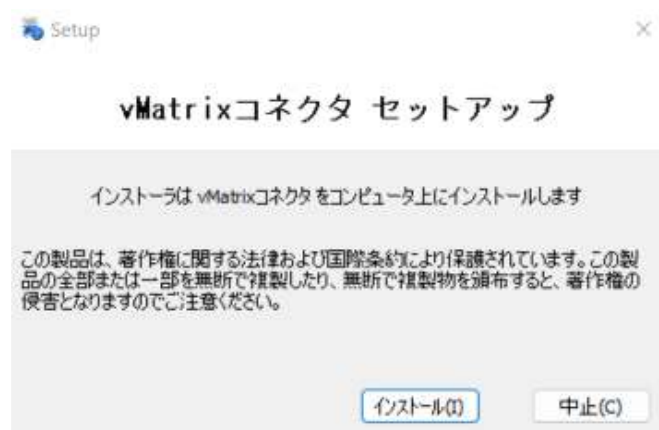 Setup
vMatrixコネクタ セットアップ
インストーラは vMatrixコネクタ をコンピュータ上にインストールします
この製品は、著作権に関する法律および国際条約により保護されています。この製
品の全部または一部を無断で複製したり、無断で複製物を頒布すると、著作権の
侵害となりますのでご注意ください。
インストール(I) 中止(C)